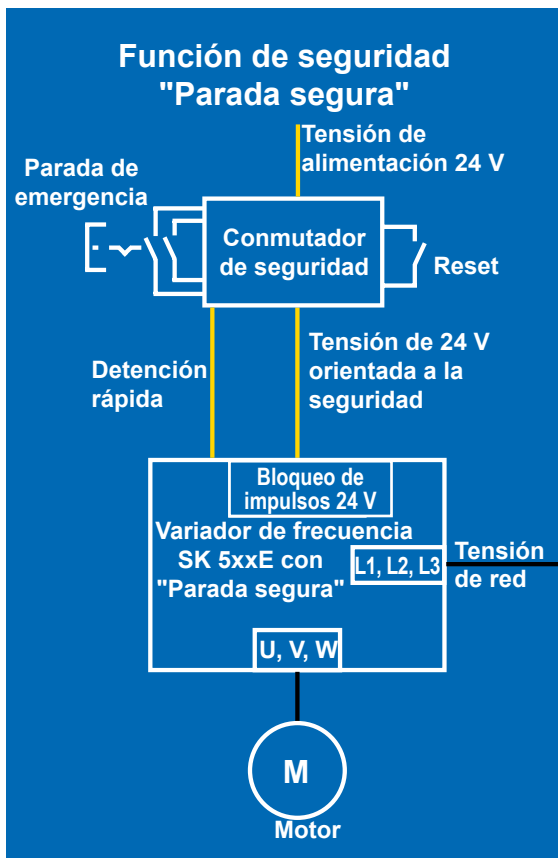 Función de seguridad
"Parada segura"
Tensión de
alimentación 24 V
Parada de
emergencia
Conmutador
de seguridad
Reset
Detención
rápida
Tensión de 24 V
orientada a la
seguridad
Bloqueo de
impulsos 24 V
Variador de frecuencia
SK 5xxE con
"Parada segura"
L1, L2, L3
Tensión
de red
U, V, W
M
Motor